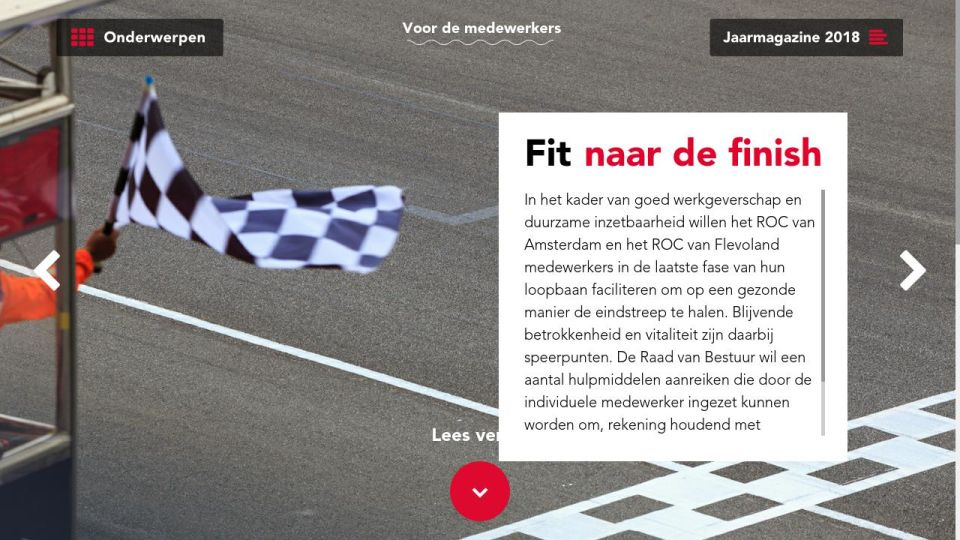 Onderwerpen
Voor de medewerkers
Jaarmagazine 2018
Fit naar de finish
In het kader van goed werkgeverschap en
duurzame inzetbaarheid willen het ROC van
Amsterdam en het ROC van Flevoland
medewerkers in de laatste fase van hun
loopbaan faciliteren om op een gezonde
manier de eindstreep te halen. Blijvende
betrokkenheid en vitaliteit zijn daarbij
speerpunten. De Raad van Bestuur wil een
aantal hulpmiddelen aanreiken die door de
individuele medewerker ingezet kunnen
worden om, rekening houdend met
Lees ver